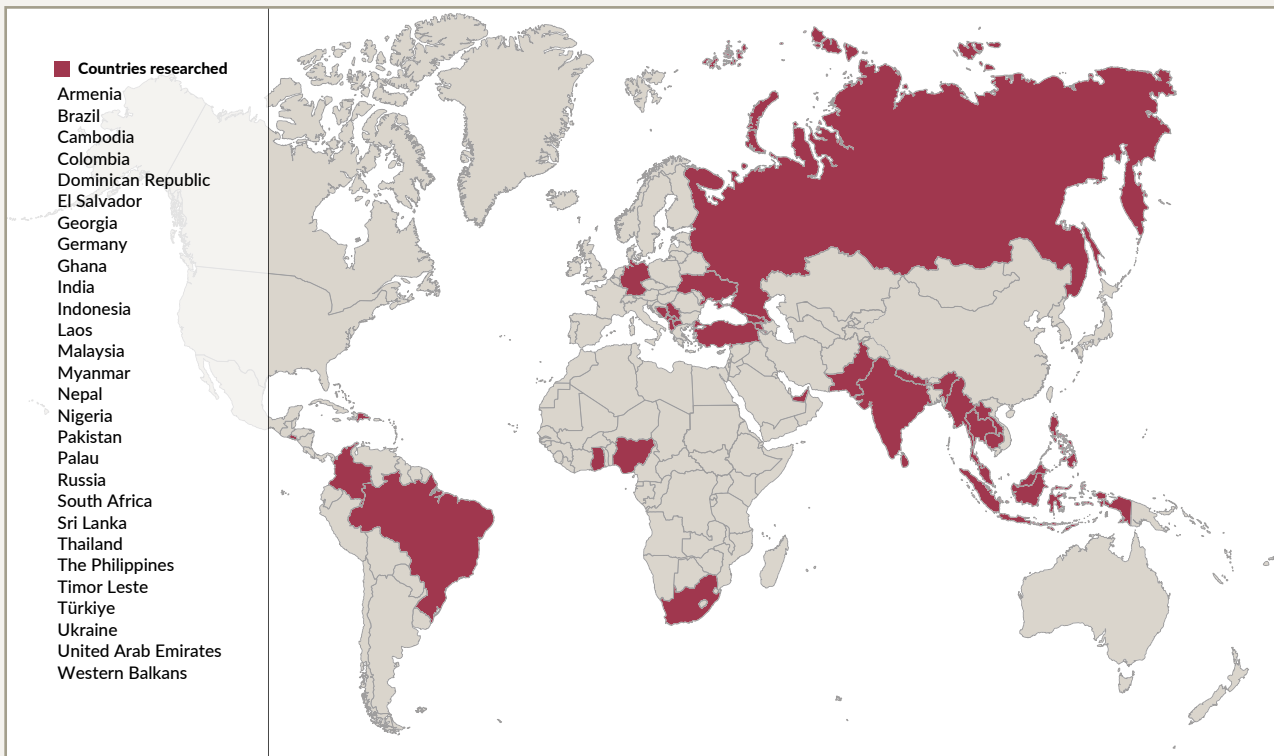 Countries researched
Armenia
Brazil
Cambodia
Colombia
Dominican Republic
El Salvador
Georgia
Germany
Ghana
India
Indonesia
Laos
Malaysia
Myanmar
Nepal
Nigeria
Pakistan
Palau
Russia
South Africa
Sri Lanka
Thailand
The Philippines
Timor Leste
Türkiye
Ukraine
United Arab Emirates
Western Balkans